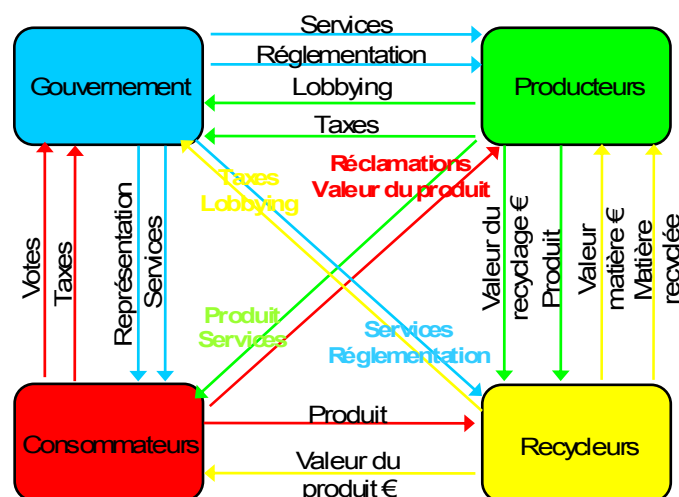 Services
Réglementation
Gouvernement
Producteurs
Lobbying
Taxes
Taxes
Lobbying
Réclamations
Valeur du produit
Votes
Taxes
Représentation
Services
Valeur du
recyclage €
Produit
Valeur
matière €
Matière
recyclée
Produit
Services
Services
Réglementation
Consommateurs
Produit
Recycleurs
Valeur du
produit €